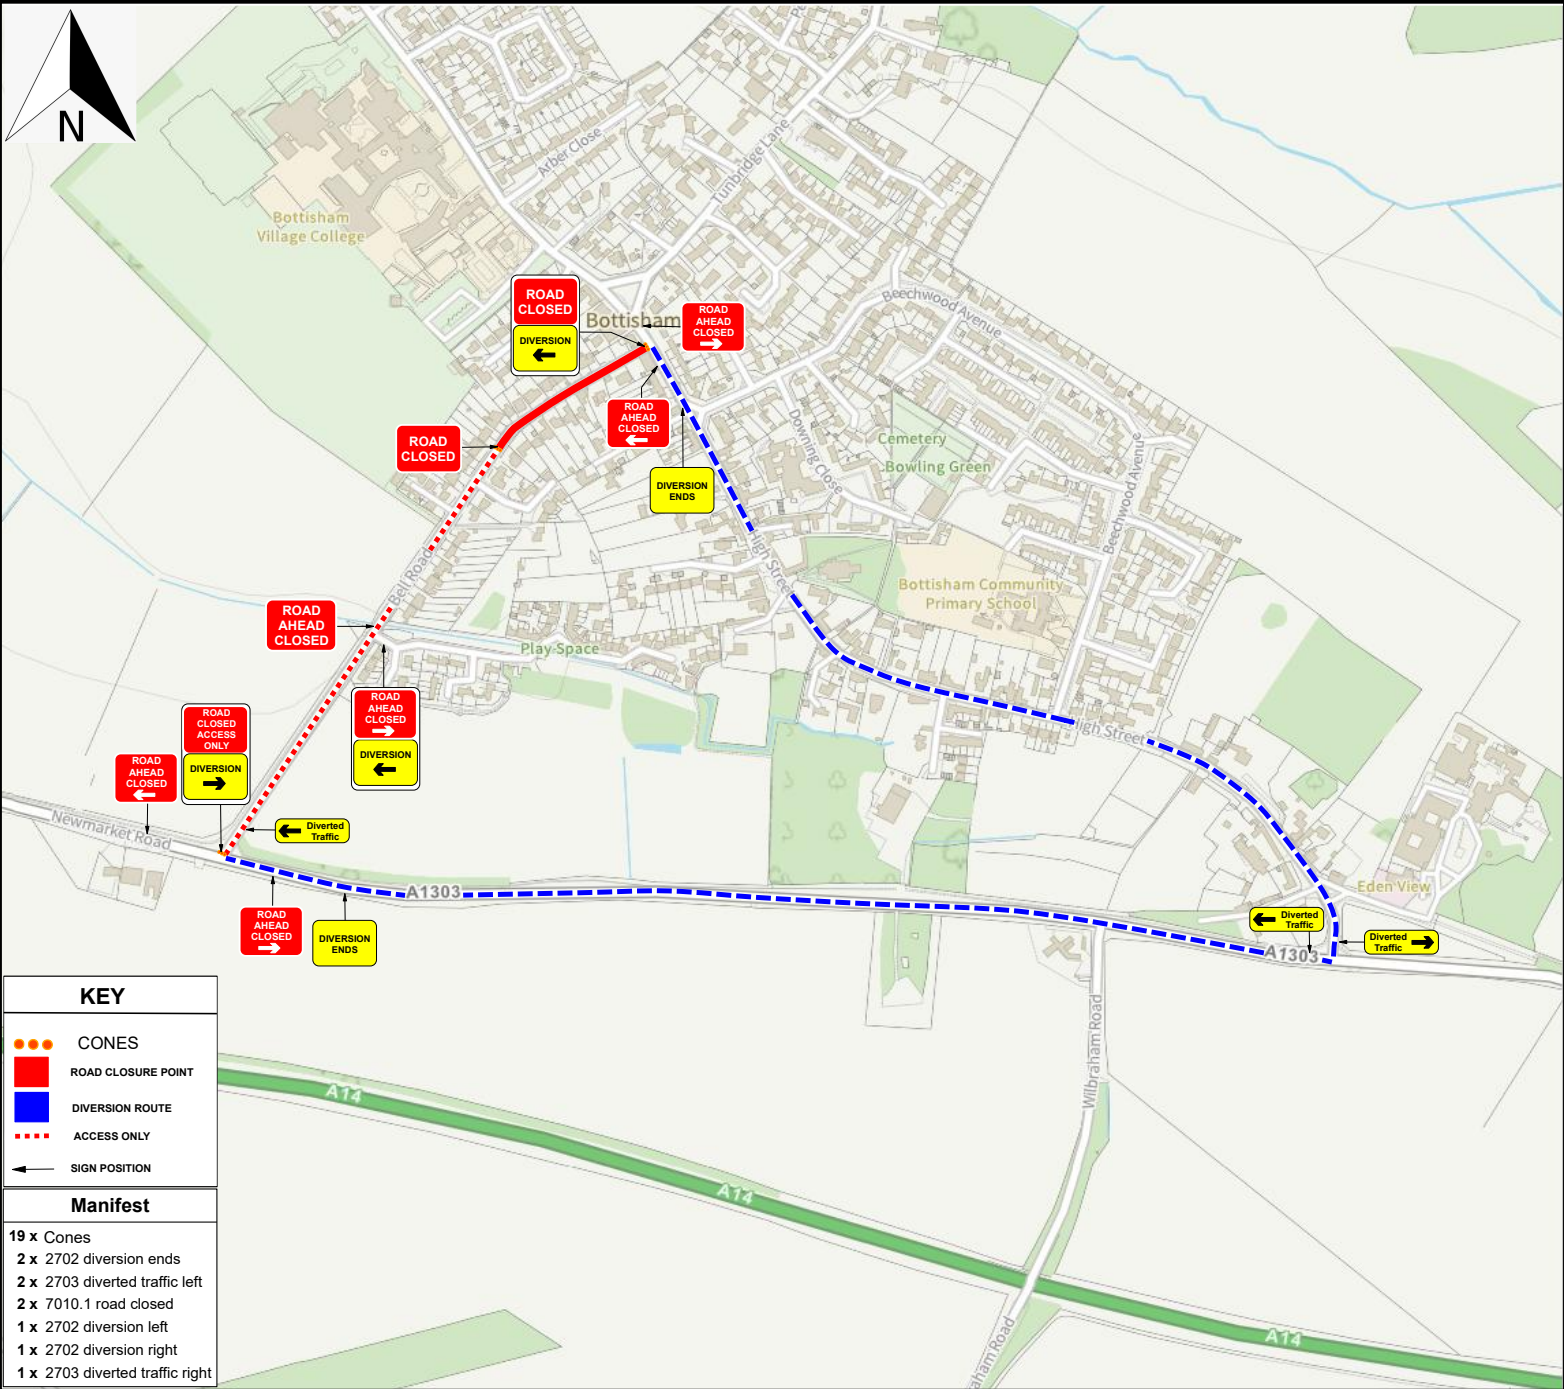 N
Arber Close
Tunbridge Lane
Bottisham
Village College
ROAD
CLOSED
DIVERSION
Bottisham
ROAD
AHEAD
CLOSED
Beechwood Avenue
ROAD
AHEAD
CLOSED
ROAD
CLOSED
DIVERSION
ENDS
Downing Close
Cemetery
Bowling Green
Beechwood Avenue
High Street
Bell Road
Bottisham Community
Primary School
ROAD
AHEAD
CLOSED
Play Space
ROAD
AHEAD
CLOSED
DIVERSION
ROAD
CLOSED
ACCESS
ONLY
DIVERSION
ROAD
AHEAD
CLOSED
High Street
Newmarket Road
Diverted
Traffic
A1303
Eden View
ROAD
AHEAD
CLOSED
DIVERSION
ENDS
Diverted
Traffic
Diverted
Traffic
A1303
Wilbraham Road
KEY
CONES
ROAD CLOSURE POINT
DIVERSION ROUTE
ACCESS ONLY
SIGN POSITION
A14
A14
A14
raham Road
Manifest
19 x Cones
2 x 2702 diversion ends
2 x 2703 diverted traffic left
2 x 7010.1 road closed
1 x 2702 diversion left
1 x 2702 diversion right
1 x 2703 diverted traffic right